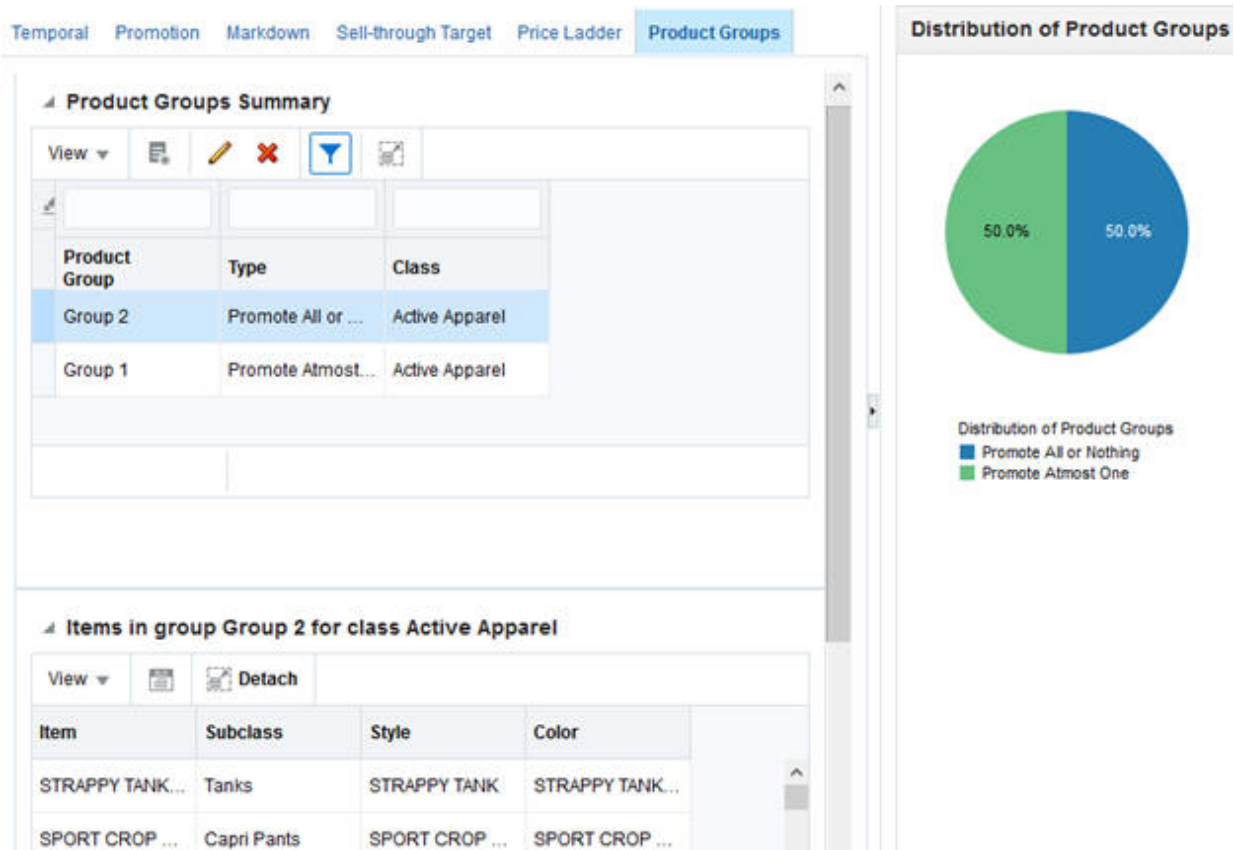 Temporal Promotion Markdown Sell-through Target Price Ladder Product Groups
Product Groups Summary
View
Product Group Type Class
Group 2 Promote All or ... Active Apparel
Group 1 Promote Atmost... Active Apparel
Items in group Group 2 for class Active Apparel
View Detach
Item Subclass Style Color
STRAPPY TANK... Tanks STRAPPY TANK STRAPPY TANK...
SPORT CROP ... Capri Pants SPORT CROP ... SPORT CROP ...
Distribution of Product Groups
50.0% 50.0%
Distribution of Product Groups
Promote All or Nothing
Promote Atmost One